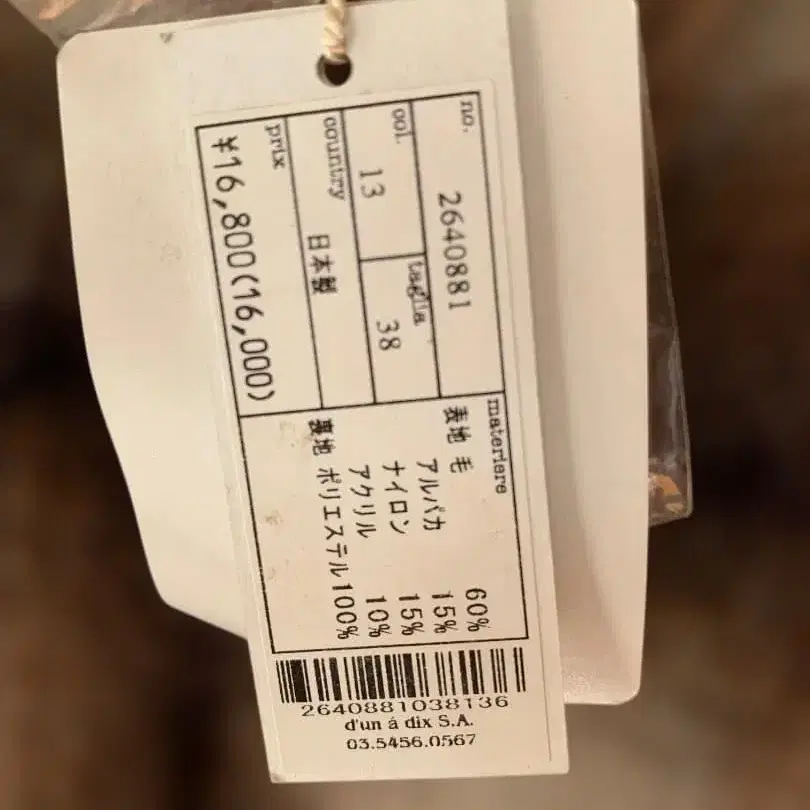 no. 2640881
col. 13 taglia 38
country 日本製
prix
¥16,800(16,000)
materiere
表地 毛 60%
アルパカ 15%
ナイロン 15%
アクリル 10%
裏地 ポリエステル100%
2640881038136
d'un á dix S.A.
03.5456.0567